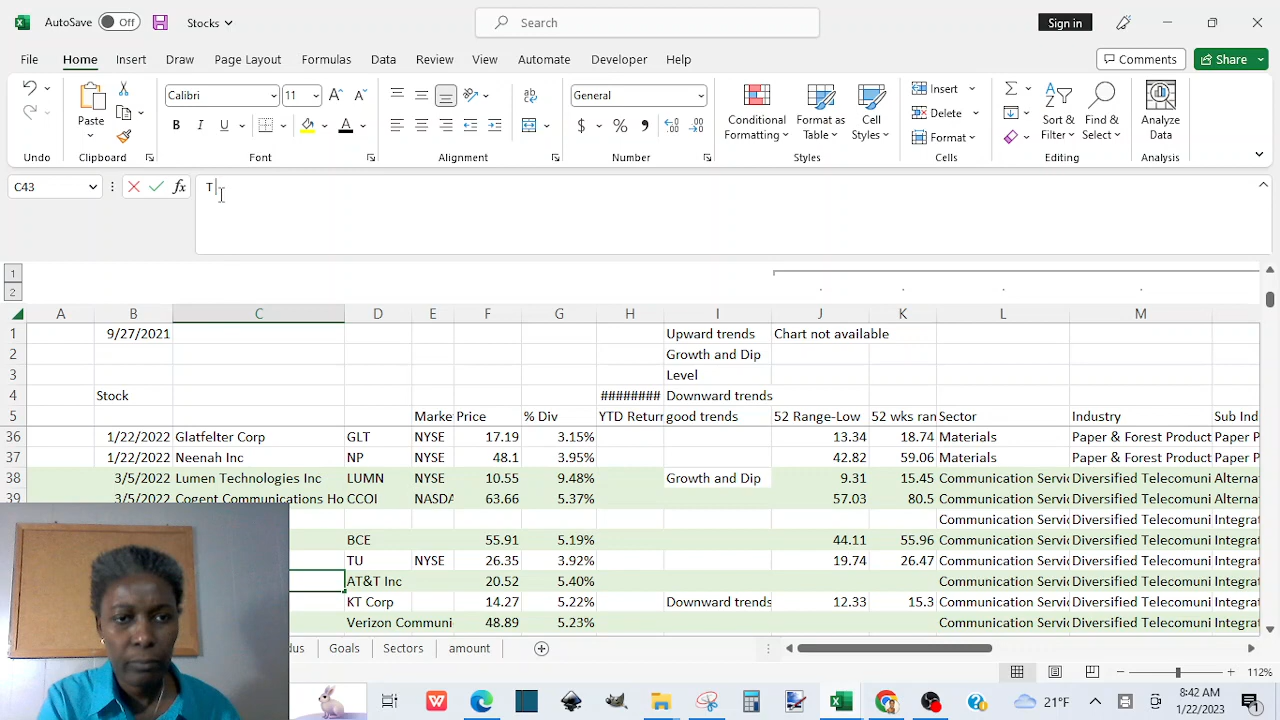 AutoSave Off Stocks Search Sign in
File Home Insert Draw Page Layout Formulas Data Review View Automate Developer Help Comments Share
Calibri 11 General Insert
Paste B I U A $ % Conditional Formatting Format as Table Cell Styles Delete Sort & Filter Find & Select Analyze Data
Format
Undo Clipboard Font Alignment Number Styles Cells Editing Analysis
C43 fx T
1
2
A B C D E F G H I J K L M
1 9/27/2021 Upward trends Chart not available
2 Growth and Dip
3 Level
4 Stock ######## Downward trends
5 Marke Price % Div YTD Return good trends 52 Range-Low 52 wks ran Sector Industry Sub Ind
36 1/22/2022 Glatfelter Corp GLT NYSE 17.19 3.15% 13.34 18.74 Materials Paper & Forest Product Paper P
37 1/22/2022 Neenah Inc NP NYSE 48.1 3.95% 42.82 59.06 Materials Paper & Forest Product Paper P
38 3/5/2022 Lumen Technologies Inc LUMN NYSE 10.55 9.48% Growth and Dip 9.31 15.45 Communication Servic Diversified Telecomuni Alterna
39 3/5/2022 Cogent Communications Ho CCOI NASDA 63.66 5.37% 57.03 80.5 Communication Servic Diversified Telecomuni Alterna
Communication Servic Diversified Telecomuni Integrat
BCE 55.91 5.19% 44.11 55.96 Communication Servic Diversified Telecomuni Integrat
TU NYSE 26.35 3.92% 19.74 26.47 Communication Servic Diversified Telecomuni Integrat
AT&T Inc 20.52 5.40% Communication Servic Diversified Telecomuni Integrat
KT Corp 14.27 5.22% Downward trends 12.33 15.3 Communication Servic Diversified Telecomuni Integrat
Verizon Communi 48.89 5.23% Communication Servic Diversified Telecomuni Integrat
dus Goals Sectors amount
112%
21°F 8:42 AM
1/22/2023